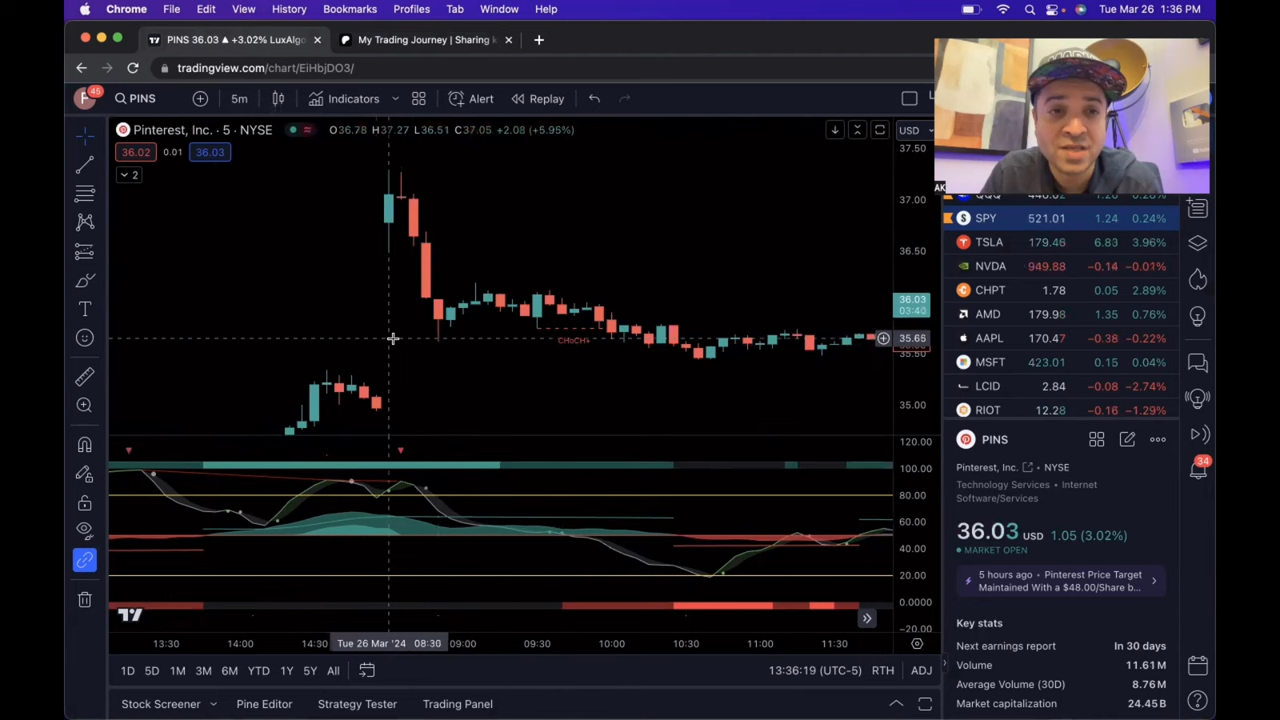 Chrome File Edit View History Bookmarks Profiles Tab Window Help Tue Mar 26 1:36 PM
PINS 36.03 ▲ +3.02% LuxAlgo My Trading Journey | Sharing k
tradingview.com/chart/EiHbjDO3/
F 45 PINS 5m Indicators Alert Replay
Pinterest, Inc. · 5 · NYSE O36.78 H37.27 L36.51 C37.05 +2.08 (+5.95%) USD
36.02 0.01 36.03
2
37.50
37.00
36.50
36.03
03:40
35.65
35.50
35.00
CHoCH+
120.00
100.00
80.00
60.00
40.00
20.00
0.0000
−20.00
13:30 14:00 14:30 Tue 26 Mar '24 08:30 09:00 09:30 10:00 10:30 11:00 11:30
1D 5D 1M 3M 6M YTD 1Y 5Y All 13:36:19 (UTC-5) RTH ADJ
Stock Screener Pine Editor Strategy Tester Trading Panel
AK
SPY 521.01 1.24 0.24%
TSLA 179.46 6.83 3.96%
NVDA 949.88 −0.14 −0.01%
CHPT 1.78 0.05 2.89%
AMD 179.98 1.35 0.76%
AAPL 170.47 −0.38 −0.22%
MSFT 423.01 0.15 0.04%
LCID 2.84 −0.08 −2.74%
RIOT 12.28 −0.16 −1.29%
PINS
Pinterest, Inc. NYSE
Technology Services • Internet
Software/Services
36.03 USD 1.05 (3.02%)
MARKET OPEN
5 hours ago • Pinterest Price Target
Maintained With a $48.00/Share b...
Key stats
Next earnings report In 30 days
Volume 11.61M
Average Volume (30D) 8.76M
Market capitalization 24.45B
34